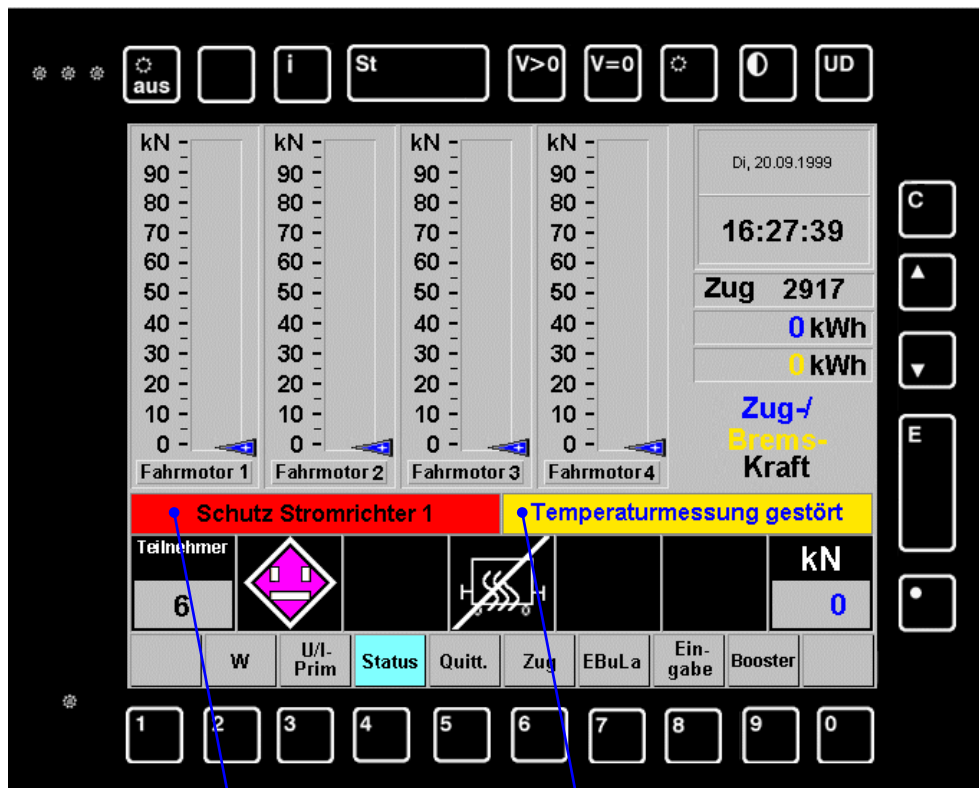 aus
i
St
V>0
V=0
UD
kN kN kN kN
90 90 90 90
80 80 80 80
70 70 70 70
60 60 60 60
50 50 50 50
40 40 40 40
30 30 30 30
20 20 20 20
10 10 10 10
0 0 0 0
Fahrmotor 1 Fahrmotor 2 Fahrmotor 3 Fahrmotor 4
Di, 20.09.1999
16:27:39
Zug 2917
0 kWh
0 kWh
Zug-/
Brems-
Kraft
C
E
Schutz Stromrichter 1 Temperaturmessung gestört
Teilnehmer
6
kN
0
W
U/I-
Prim
Status
Quitt.
Zug
EBuLa
Ein-
gabe
Booster
1 2 3 4 5 6 7 8 9 0